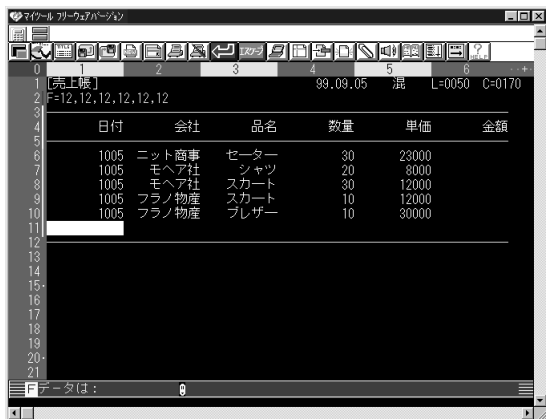 マイツール フリーウェアバージョン
エスケープ
0 1 2 3 4 5 6
1 [売上帳] 99.09.05 混 L=0050 C=0170
2 F=12,12,12,12,12,12
3
4 日付 会社 品名 数量 単価 金額
5
6 1005 ニット商事 セーター 30 23000
7 1005 モヘア社 シャツ 20 8000
8 1005 モヘア社 スカート 30 12000
9 1005 フラノ物産 スカート 10 12000
10 1005 フラノ物産 ブレザー 10 30000
11
12
13
14
15
16
17
18
19
20
21
F データは: